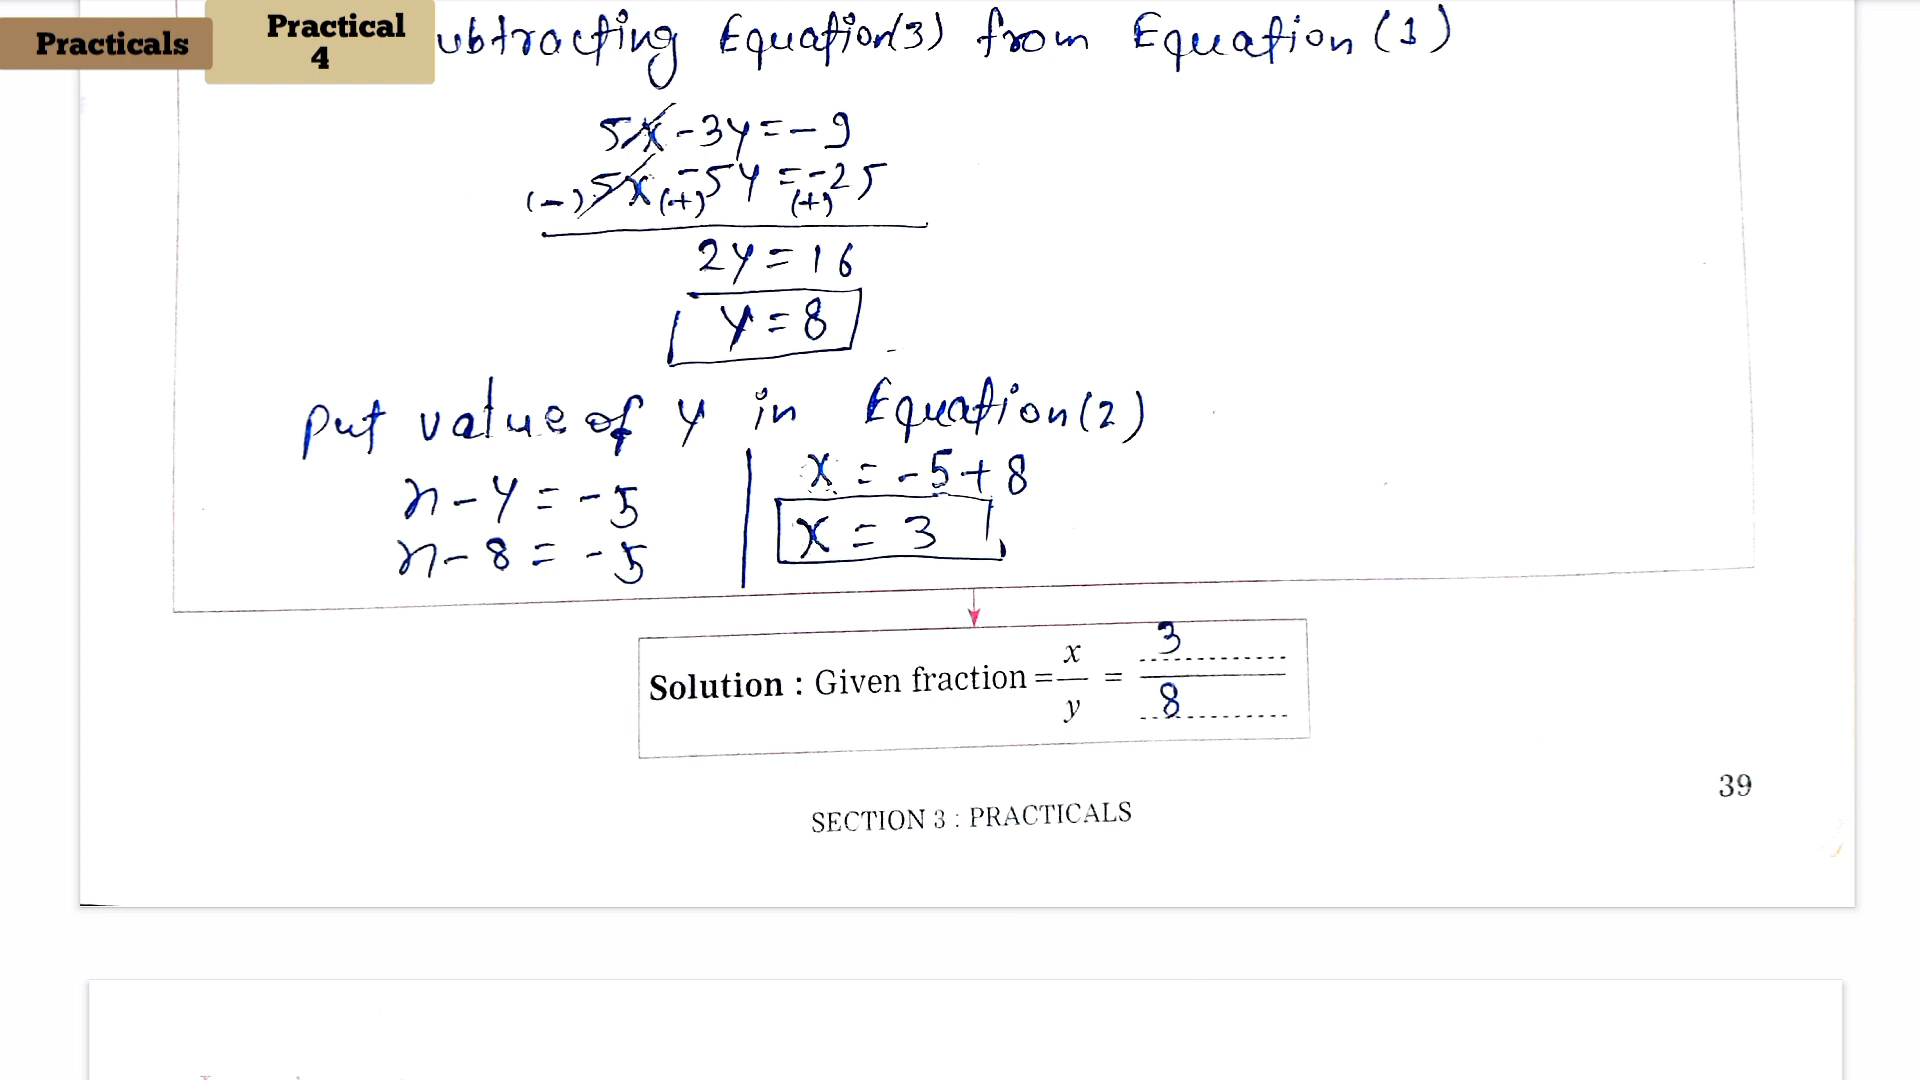 Practicals
Practical
4
ubtracting Equation(3) from Equation (1)
5x-3y=-9
(-)5x(+)-5y=(+)-25
2y=16
y=8
put value of y in Equation(2)
x-y=-5
x-8=-5
x=-5+8
x=3
Solution : Given fraction = x/y = 3/8
39
SECTION 3 : PRACTICALS